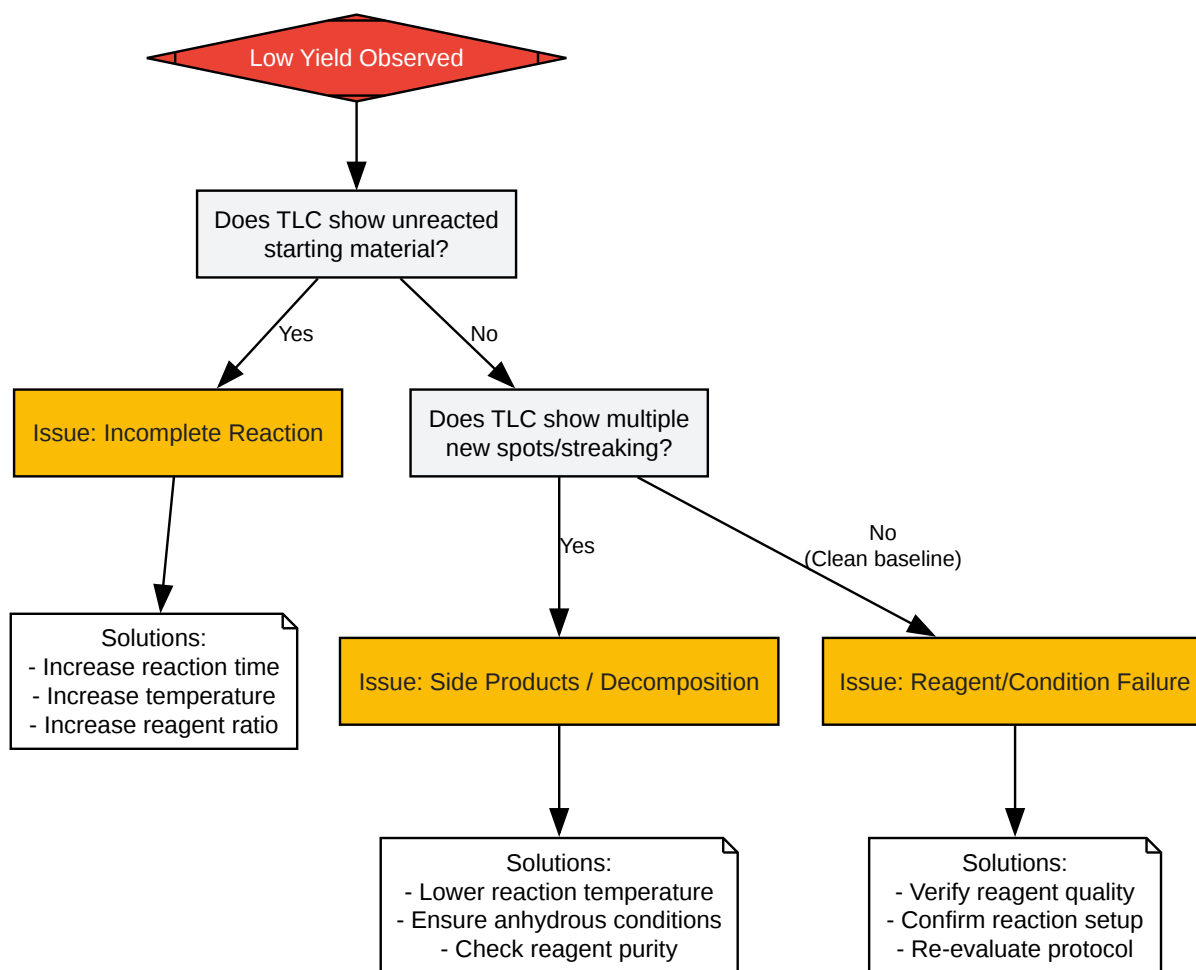 Low Yield Observed
Does TLC show unreacted
starting material?
Yes
No
Issue: Incomplete Reaction
Does TLC show multiple
new spots/streaking?
Yes
No
(Clean baseline)
Solutions:
- Increase reaction time
- Increase temperature
- Increase reagent ratio
Issue: Side Products / Decomposition
Issue: Reagent/Condition Failure
Solutions:
- Lower reaction temperature
- Ensure anhydrous conditions
- Check reagent purity
Solutions:
- Verify reagent quality
- Confirm reaction setup
- Re-evaluate protocol